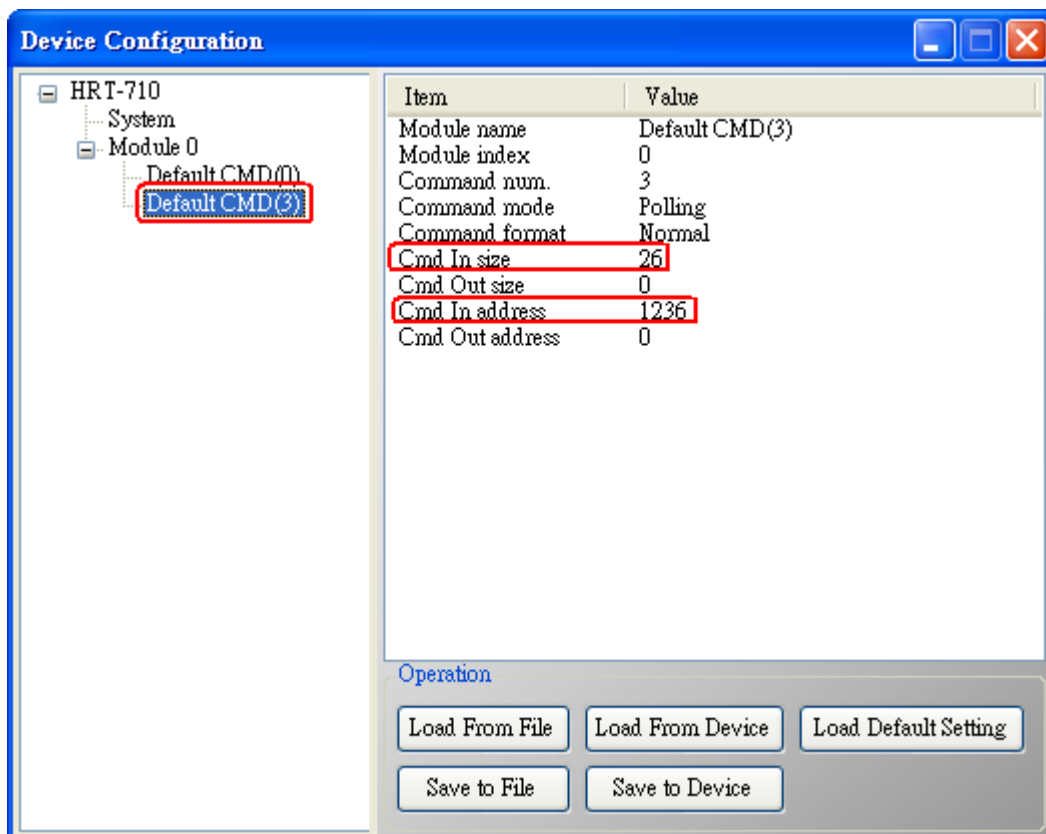 Device Configuration
HRT-710
System
Module 0
Default CMD(0)
Default CMD(3)
Item Value
Module name Default CMD(3)
Module index 0
Command num. 3
Command mode Polling
Command format Normal
Cmd In size 26
Cmd Out size 0
Cmd In address 1236
Cmd Out address 0
Operation
Load From File Load From Device Load Default Setting
Save to File Save to Device